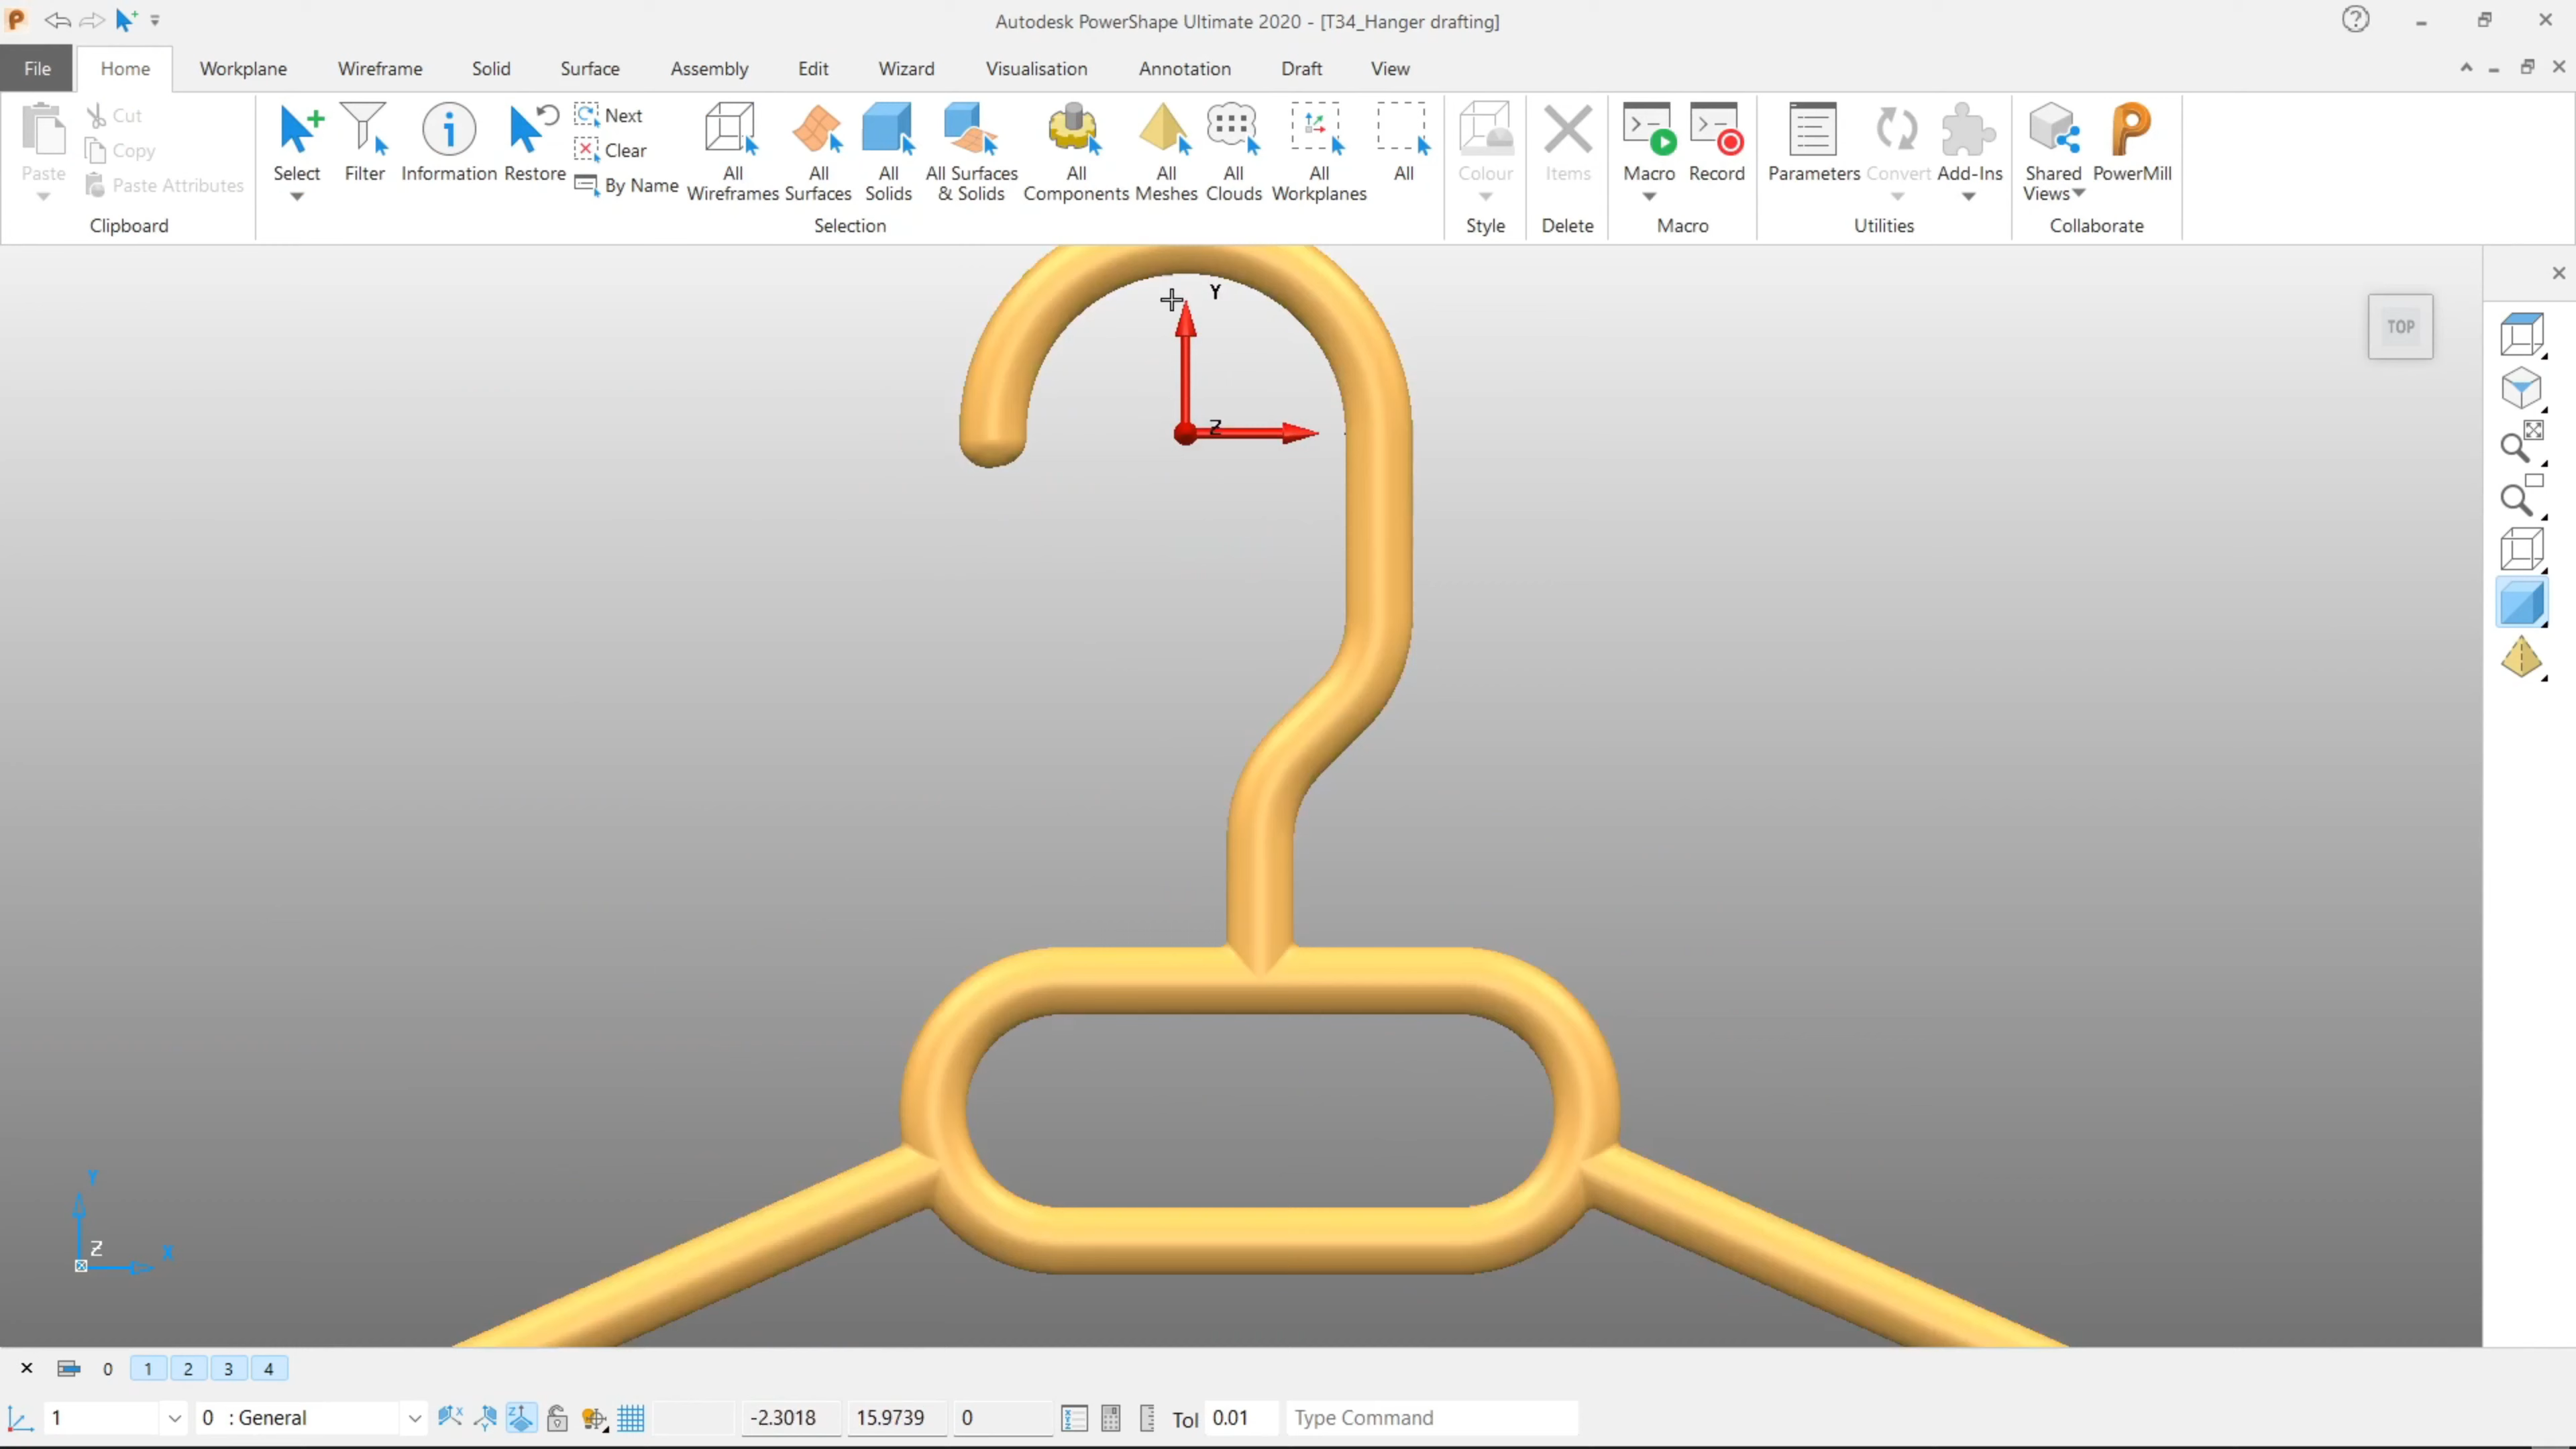 Autodesk PowerShape Ultimate 2020 - [T34_Hanger drafting]
File Home Workplane Wireframe Solid Surface Assembly Edit Wizard Visualisation Annotation Draft View
Paste
Cut
Copy
Paste Attributes
Clipboard
Select
Filter
Information
Restore
Next
Clear
By Name
All Wireframes
All Surfaces
All Solids
All Surfaces & Solids
All Components
All Meshes
All Clouds
All Workplanes
All
Selection
Colour
Style
Items
Delete
Macro
Record
Macro
Parameters
Convert
Add-Ins
Utilities
Shared Views
PowerMill
Collaborate
Y
Z
TOP
Y
Z
X
0 1 2 3 4
1
0 : General
-2.3018 15.9739 0
Tol 0.01
Type Command